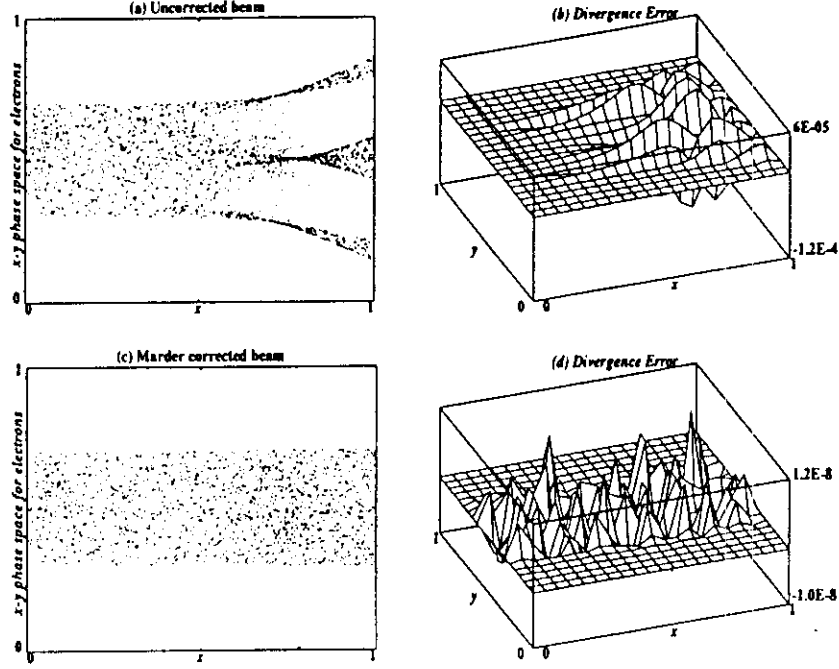 (a) Uncorrected beam
1
x-y phase space for electrons
0
0
x
1
(b) Divergence Error
6E-05
-1.2E-4
1
y
0
0
x
1
(c) Marder corrected beam
1
x-y phase space for electrons
0
0
x
1
(d) Divergence Error
1.2E-8
-1.0E-8
1
y
0
0
x
1